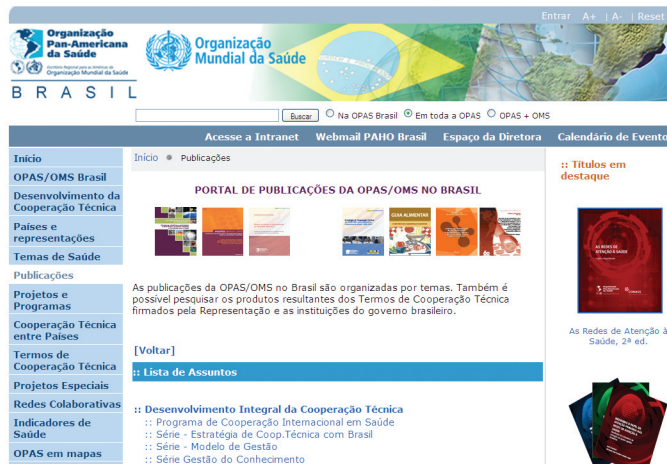 Entrar A+ | A- | Reset
Organização
Pan-Americana
da Saúde
Escritório Regional para as Américas da
Organização Mundial da Saúde
BRASIL
Organização
Mundial da Saúde
Buscar Na OPAS Brasil Em toda a OPAS OPAS + OMS
Acesse a Intranet Webmail PAHO Brasil Espaço da Diretora Calendário de Evento
Início
OPAS/OMS Brasil
Desenvolvimento da
Cooperação Técnica
Países e
representações
Temas de Saúde
Publicações
Projetos e
Programas
Cooperação Técnica
entre Países
Termos de
Cooperação Técnica
Projetos Especiais
Redes Colaborativas
Indicadores de
Saúde
OPAS em mapas
Início • Publicações
PORTAL DE PUBLICAÇÕES DA OPAS/OMS NO BRASIL
GUIA ALIMENTAR
As publicações da OPAS/OMS no Brasil são organizadas por temas. Também é
possível pesquisar os produtos resultantes dos Termos de Cooperação Técnica
firmados pela Representação e as instituições do governo brasileiro.
[Voltar]
:: Lista de Assuntos
:: Desenvolvimento Integral da Cooperação Técnica
:: Programa de Cooperação Internacional em Saúde
:: Série - Estratégia de Coop.Técnica com Brasil
:: Série - Modelo de Gestão
:: Série Gestão do Conhecimento
:: Títulos em
destaque
AS REDES DE
ATENÇÃO À SAÚDE
As Redes de Atenção à
Saúde, 2ª ed.